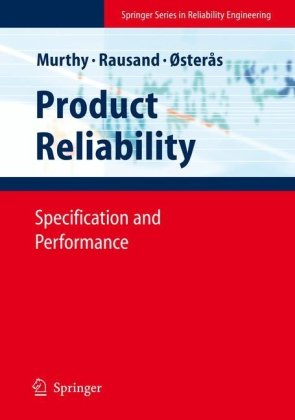 Springer Series in Reliability Engineering
Murthy • Rausand • Østerås
Product
Reliability
Specification and
Performance
Springer